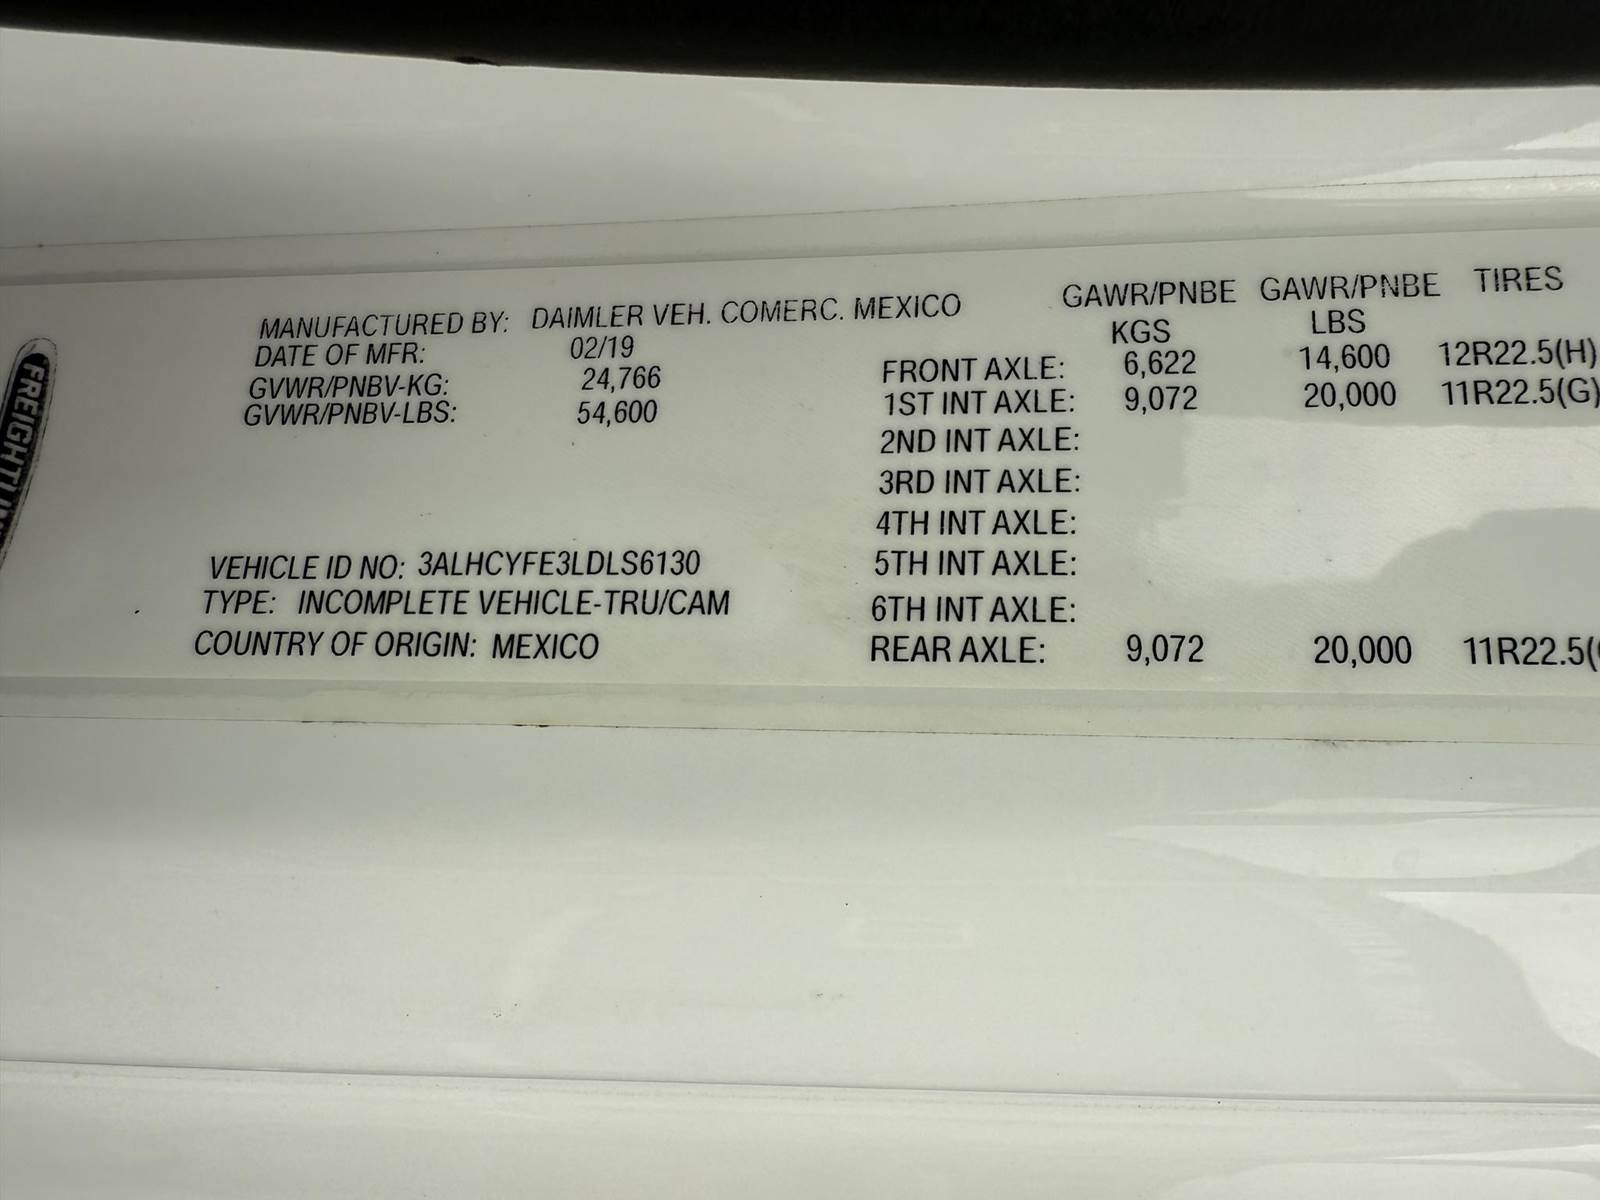 MANUFACTURED BY: DAIMLER VEH. COMERC. MEXICO
DATE OF MFR: 02/19
GVWR/PNBV-KG: 24,766
GVWR/PNBV-LBS: 54,600
VEHICLE ID NO: 3ALHCYFE3LDLS6130
TYPE: INCOMPLETE VEHICLE-TRU/CAM
COUNTRY OF ORIGIN: MEXICO
GAWR/PNBE GAWR/PNBE TIRES
KGS LBS
FRONT AXLE: 6,622 14,600 12R22.5(H)
1ST INT AXLE: 9,072 20,000 11R22.5(G)
2ND INT AXLE:
3RD INT AXLE:
4TH INT AXLE:
5TH INT AXLE:
6TH INT AXLE:
REAR AXLE: 9,072 20,000 11R22.5(